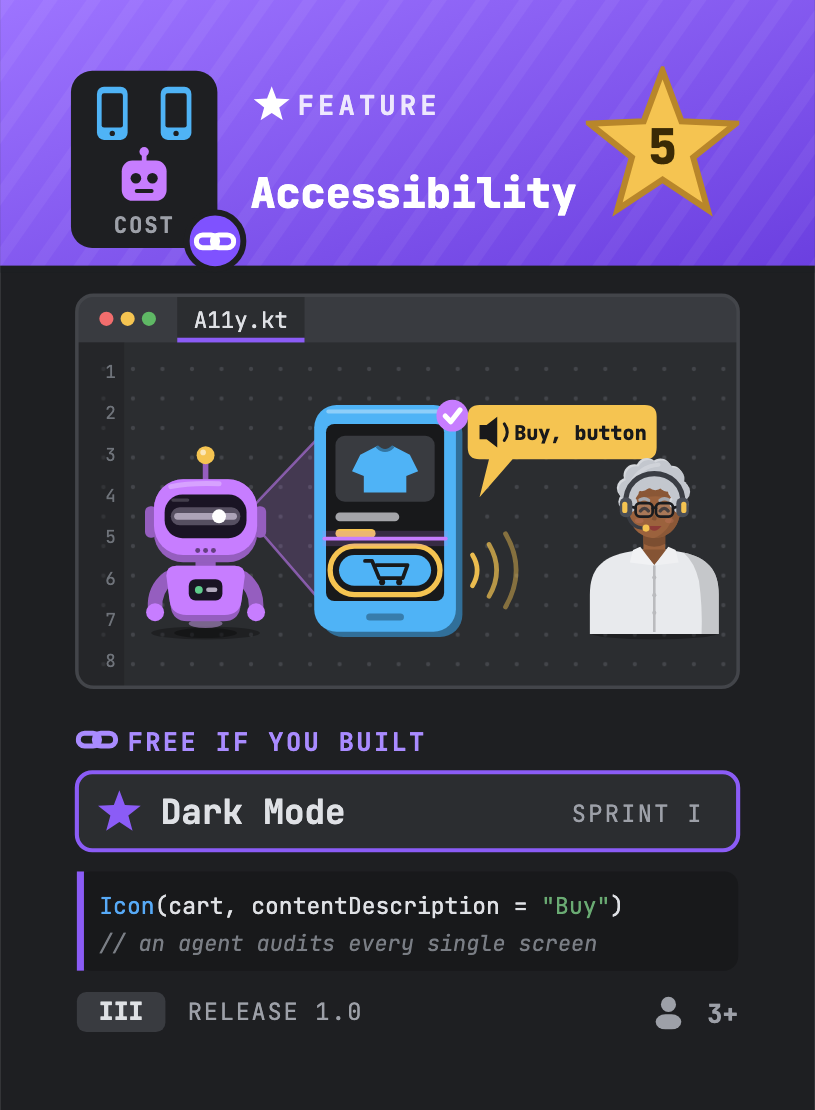 FEATURE
5
Accessibility
COST
A11y.kt
1
2
3
4
5
6
7
8
Buy, button
FREE IF YOU BUILT
Dark Mode
SPRINT I
Icon(cart, contentDescription = "Buy")
// an agent audits every single screen
III
RELEASE 1.0
3+